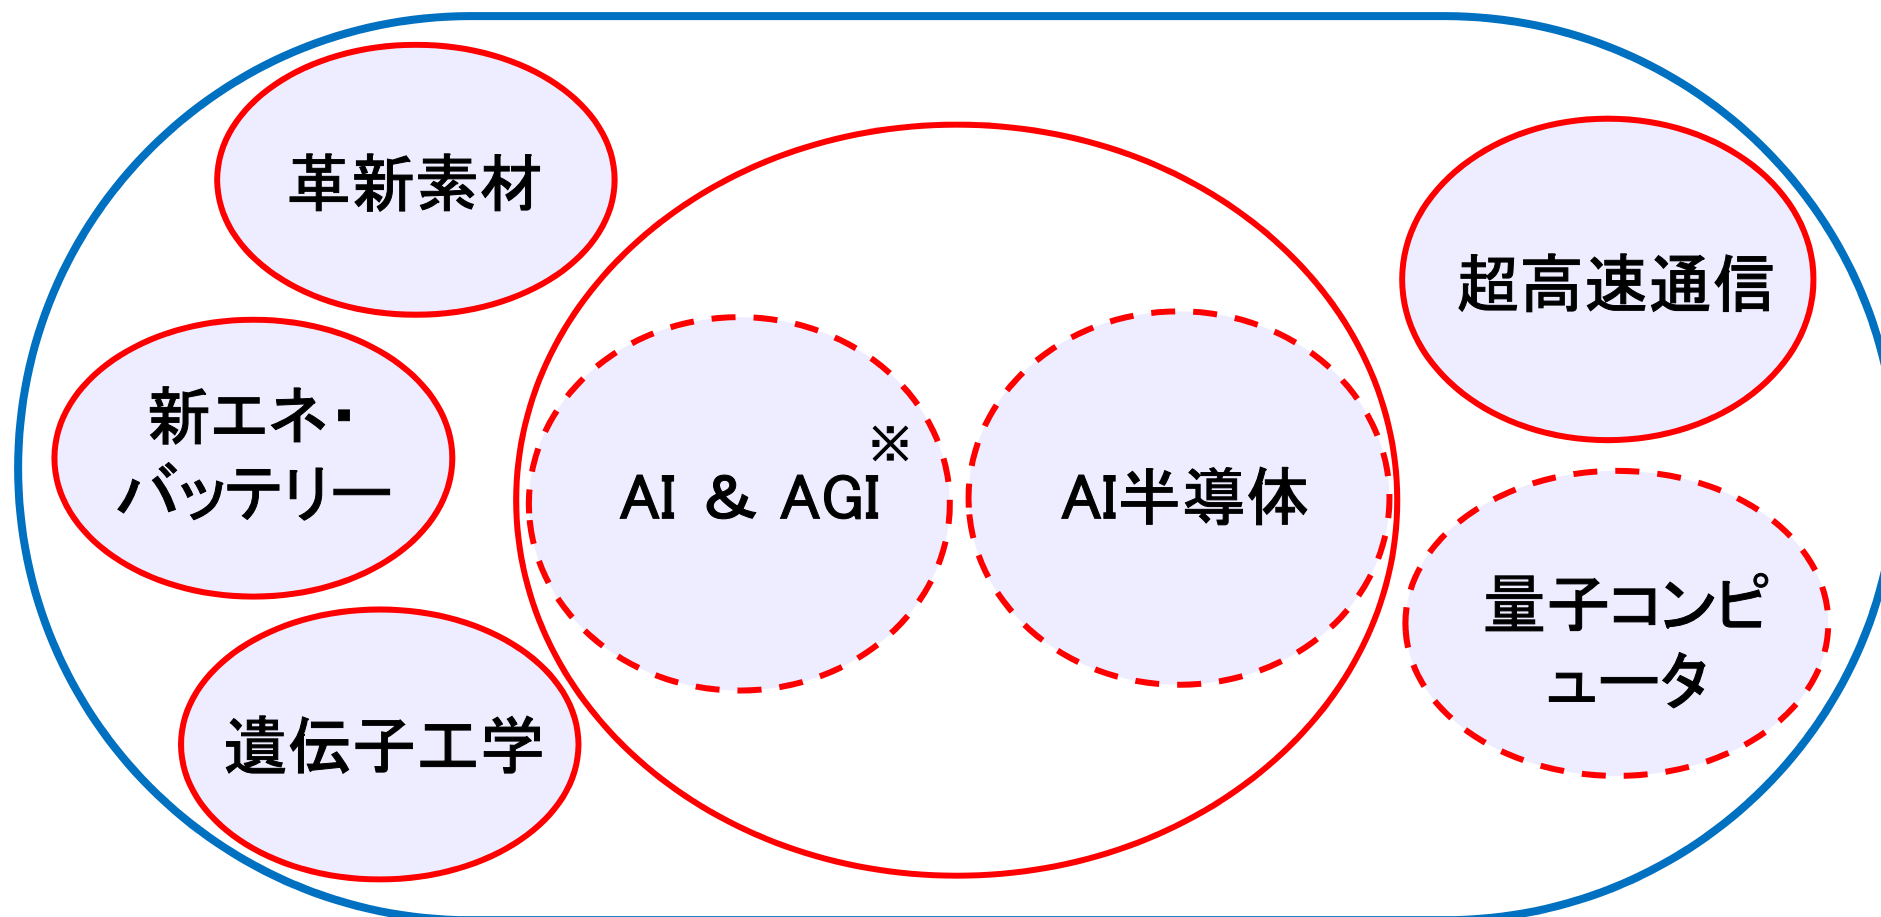 革新素材
新エネ・
バッテリー
遺伝子工学
※
AI ＆ AGI
AI半導体
超高速通信
量子コンピ
ュータ